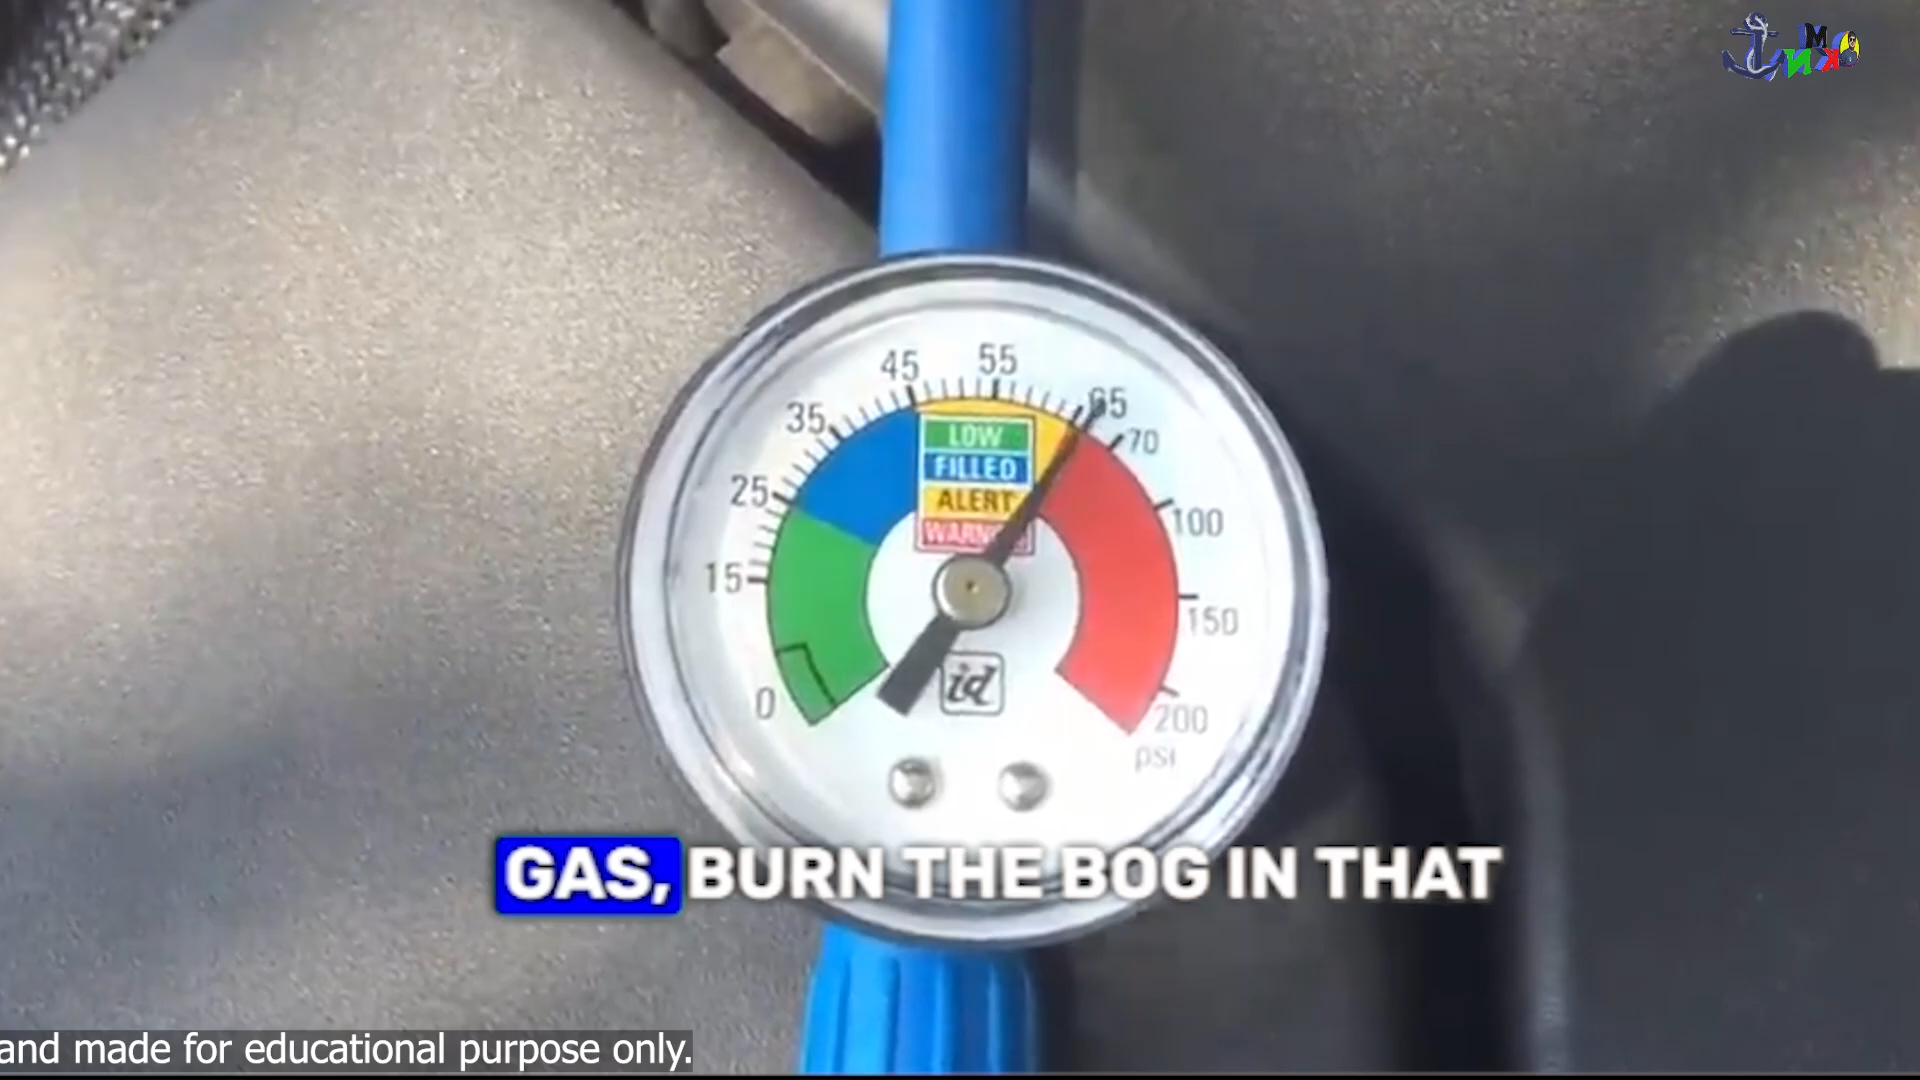 45 55
35 65
70
LOW
FILLED
25 ALERT
100
15
150
id
0
200
psi
GAS, BURN THE BOG IN THAT
and made for educational purpose only.